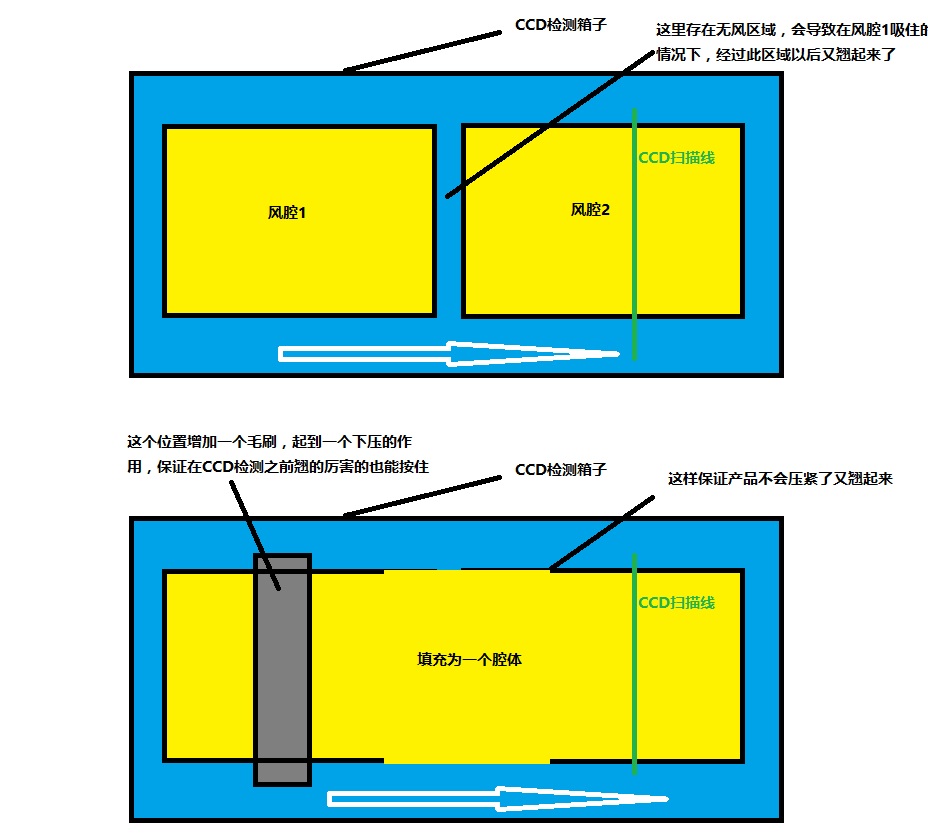 CCD检测箱子
这里存在无风区域，会导致在风腔1吸住的
情况下，经过此区域以后又翘起来了
CCD扫描线
风腔1
风腔2
这个位置增加一个毛刷，起到一个下压的作
用，保证在CCD检测之前翘的厉害的也能按住
CCD检测箱子
这样保证产品不会压紧了又翘起来
CCD扫描线
填充为一个腔体